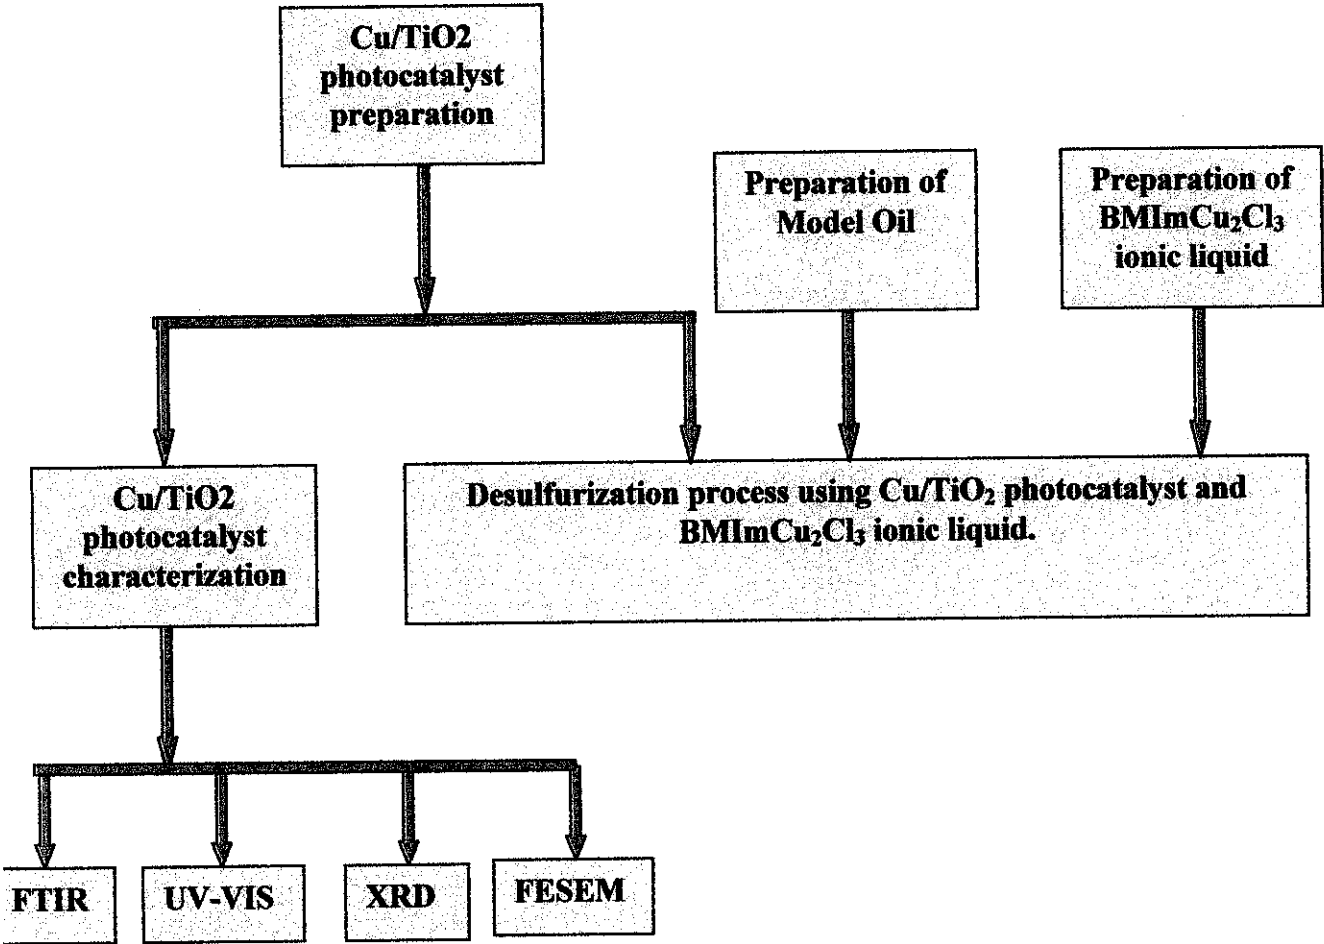 Cu/TiO2
photocatalyst
preparation
Preparation of
Model Oil
Preparation of
BMImCu₂Cl₃
ionic liquid
Cu/TiO2
photocatalyst
characterization
Desulfurization process using Cu/TiO₂ photocatalyst and
BMImCu₂Cl₃ ionic liquid.
FTIR
UV-VIS
XRD
FESEM